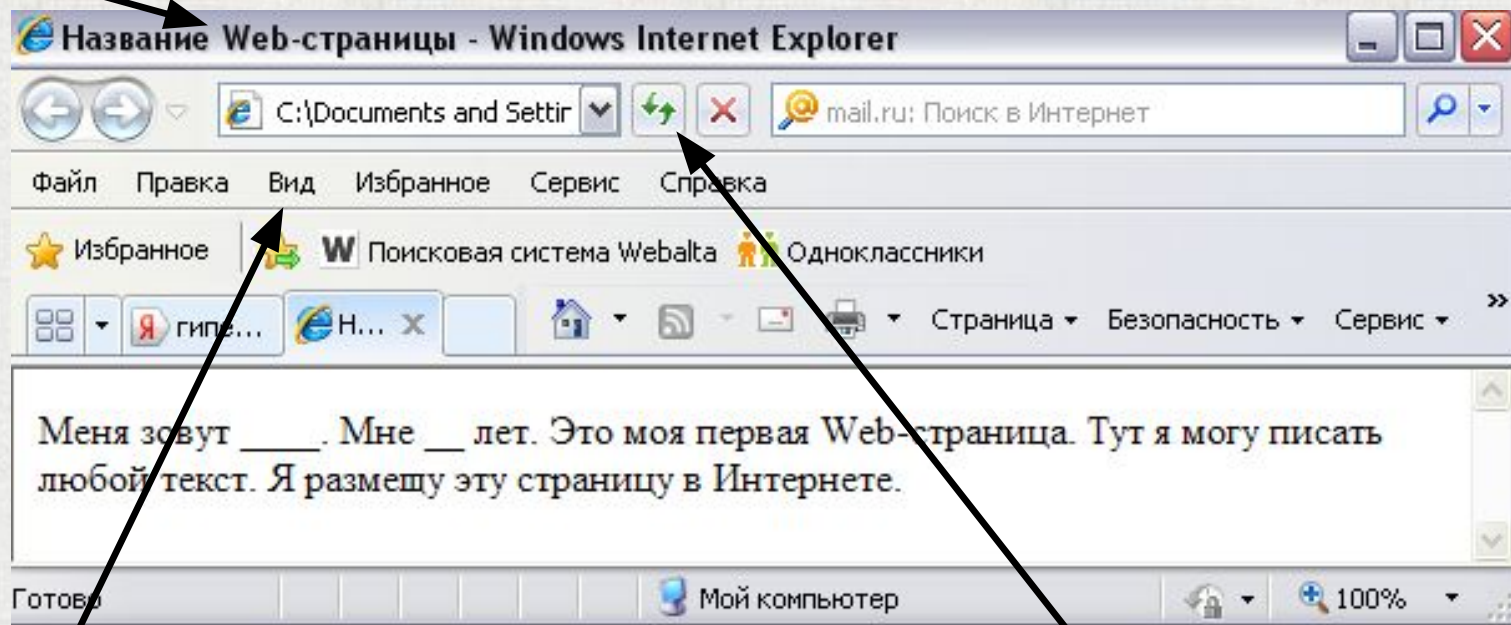 Название Web-страницы - Windows Internet Explorer
C:\Documents and Settir mail.ru: Поиск в Интернет
Файл Правка Вид Избранное Сервис Справка
Избранное W Поисковая система Webalta Одноклассники
Я гипе... Н... Страница Безопасность Сервис »
Меня зовут ____. Мне __ лет. Это моя первая Web-страница. Тут я могу писать
любой текст. Я размещу эту страницу в Интернете.
Готово Мой компьютер 100%